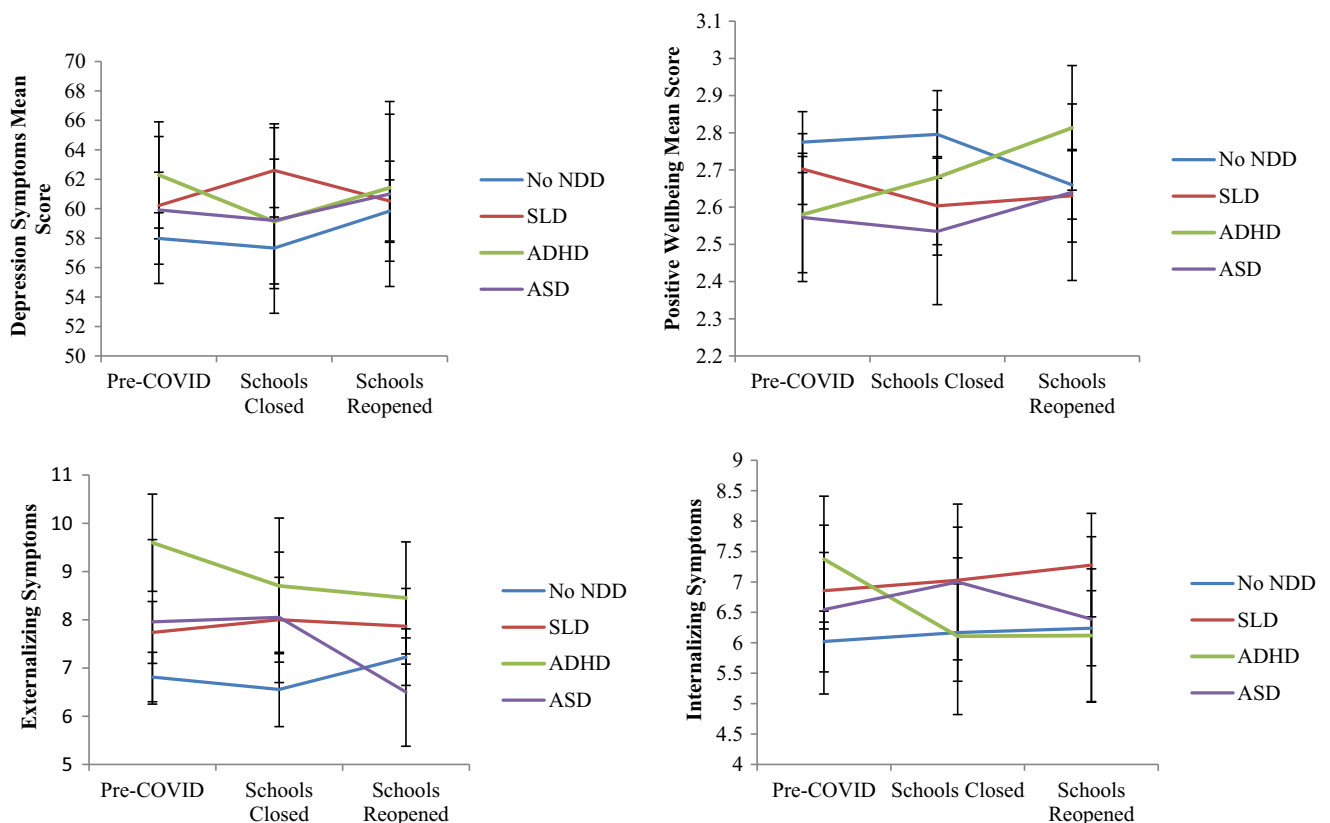 Depression Symptoms Mean
Score
70
68
66
64
62
60
58
56
54
52
50
Pre-COVID
Schools
Closed
Schools
Reopened
No NDD
SLD
ADHD
ASD
Positive Wellbeing Mean Score
3.1
3
2.9
2.8
2.7
2.6
2.5
2.4
2.3
2.2
Pre-COVID
Schools Closed
Schools
Reopened
No NDD
SLD
ADHD
ASD
Externalizing Symptoms
11
10
9
8
7
6
5
Pre-COVID
Schools
Closed
Schools
Reopened
No NDD
SLD
ADHD
ASD
Internalizing Symptoms
9
8.5
8
7.5
7
6.5
6
5.5
5
4.5
4
Pre-COVID
Schools Closed
Schools
Reopened
No NDD
SLD
ADHD
ASD